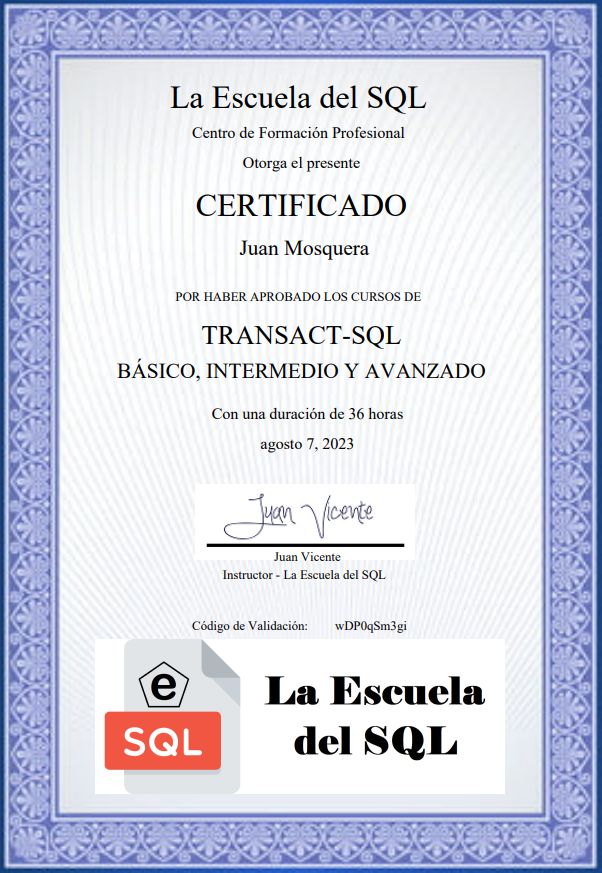 La Escuela del SQL
Centro de Formación Profesional
Otorga el presente
CERTIFICADO
Juan Mosquera
POR HABER APROBADO LOS CURSOS DE
TRANSACT-SQL
BÁSICO, INTERMEDIO Y AVANZADO
Con una duración de 36 horas
agosto 7, 2023
Juan Vicente
Juan Vicente
Instructor - La Escuela del SQL
Código de Validación: wDP0qSm3gi
e
SQL
La Escuela
del SQL